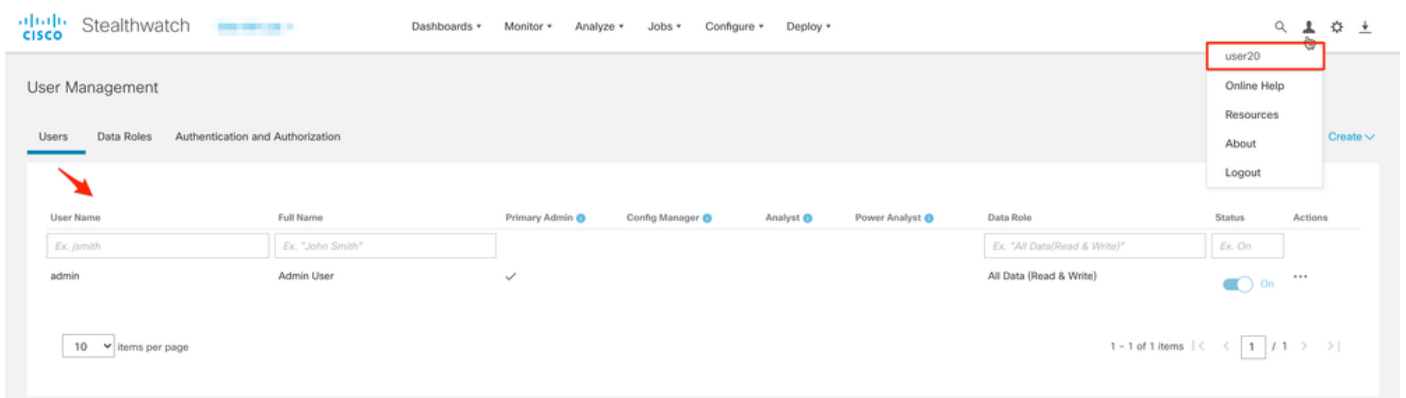 CISCO Stealthwatch Dashboards Monitor Analyze Jobs Configure Deploy
user20
Online Help
Resources
About
Logout
User Management
Users Data Roles Authentication and Authorization Create
User Name Full Name Primary Admin Config Manager Analyst Power Analyst Data Role Status Actions
Ex. jsmith Ex. "John Smith" Ex. "All Data(Read & Write)" Ex. On
admin Admin User All Data (Read & Write) On ...
10 items per page 1 - 1 of 1 items |< < 1 / 1 > >|